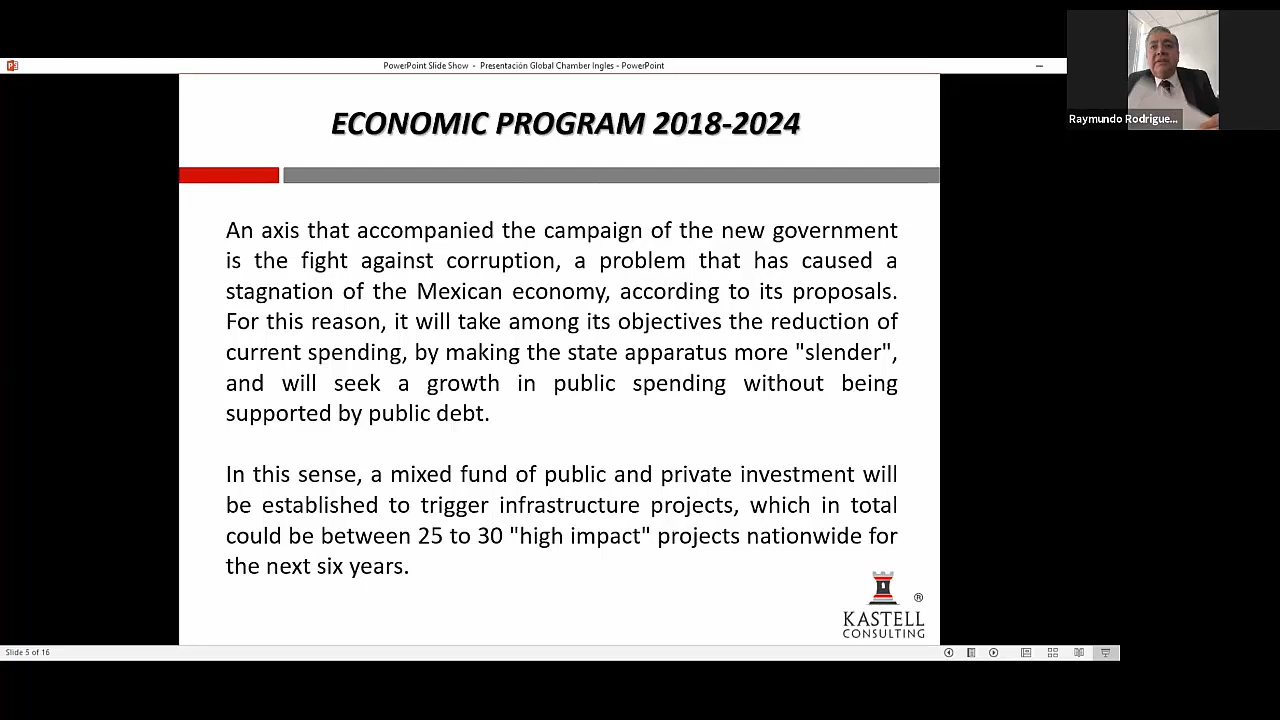 PowerPoint Slide Show - Presentación Global Chamber Ingles - PowerPoint
Raymundo Rodrigue...
ECONOMIC PROGRAM 2018-2024
An axis that accompanied the campaign of the new government
is the fight against corruption, a problem that has caused a
stagnation of the Mexican economy, according to its proposals.
For this reason, it will take among its objectives the reduction of
current spending, by making the state apparatus more "slender",
and will seek a growth in public spending without being
supported by public debt.
In this sense, a mixed fund of public and private investment will
be established to trigger infrastructure projects, which in total
could be between 25 to 30 "high impact" projects nationwide for
the next six years.
®
KASTELL
CONSULTING
Slide 5 of 16